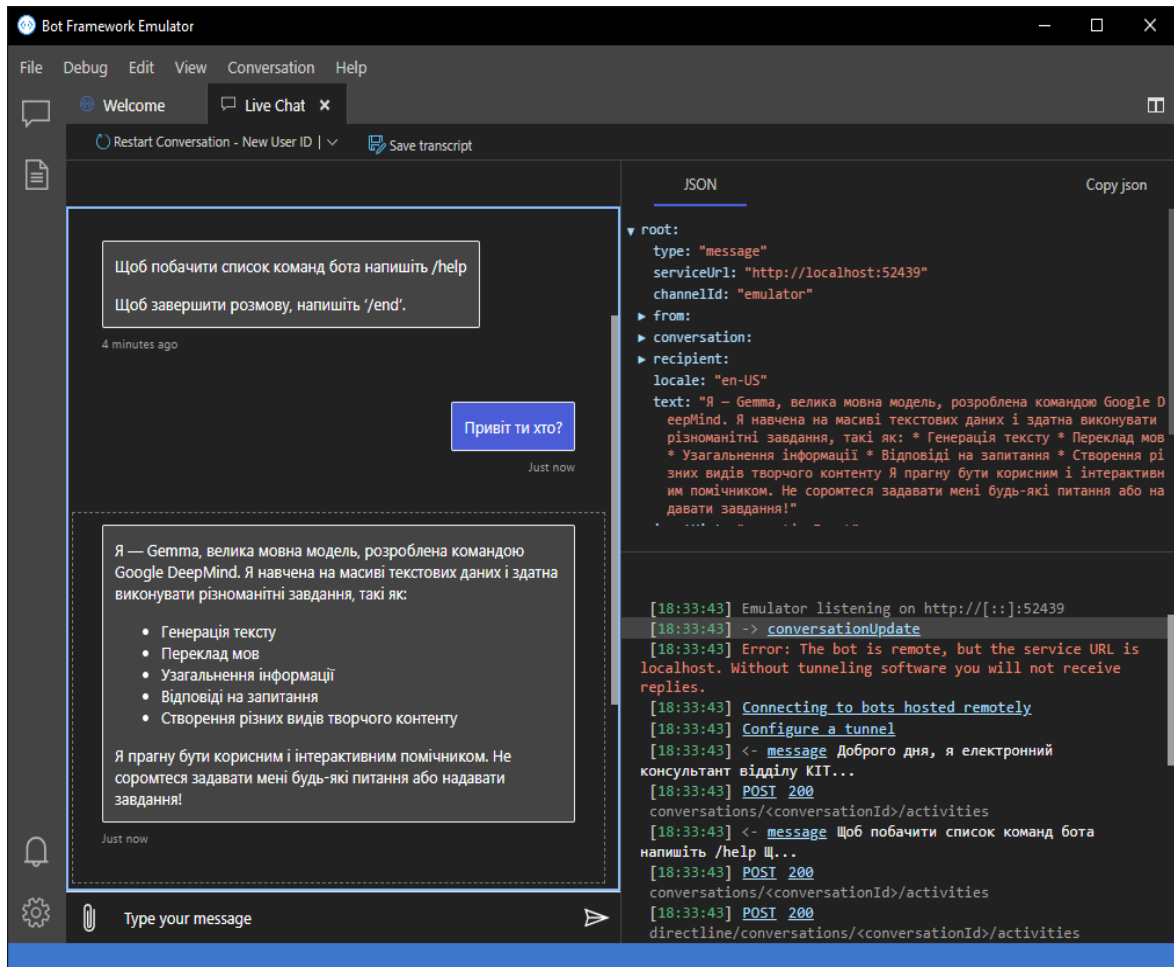 Bot Framework Emulator
File Debug Edit View Conversation Help
Welcome
Live Chat
Restart Conversation - New User ID |
Save transcript
Щоб побачити список команд бота напишіть /help
Щоб завершити розмову, напишіть ‘/end’.
4 minutes ago
Привіт ти хто?
Just now
Я — Gemma, велика мовна модель, розроблена командою
Google DeepMind. Я навчена на масиві текстових даних і здатна
виконувати різноманітні завдання, такі як:
• Генерація тексту
• Переклад мов
• Узагальнення інформації
• Відповіді на запитання
• Створення різних видів творчого контенту
Я прагну бути корисним і інтерактивним помічником. Не
соромтеся задавати мені будь-які питання або надавати
завдання!
Just now
Type your message
JSON
Copy json
root:
type: "message"
serviceUrl: "http://localhost:52439"
channelId: "emulator"
from:
conversation:
recipient:
locale: "en-US"
text: "Я — Gemma, велика мовна модель, розроблена командою Google D
eepMind. Я навчена на масиві текстових даних і здатна виконувати
різноманітні завдання, такі як: * Генерація тексту * Переклад мов
* Узагальнення інформації * Відповіді на запитання * Створення рі
зних видів творчого контенту Я прагну бути корисним і інтерактивн
им помічником. Не соромтеся задавати мені будь-які питання або на
давати завдання!"
[18:33:43] Emulator listening on http://[::]:52439
[18:33:43] -> conversationUpdate
[18:33:43] Error: The bot is remote, but the service URL is
localhost. Without tunneling software you will not receive
replies.
[18:33:43] Connecting to bots hosted remotely
[18:33:43] Configure a tunnel
[18:33:43] <- message Доброго дня, я електронний
консультант відділу КІТ...
[18:33:43] POST 200
conversations/<conversationId>/activities
[18:33:43] <- message Щоб побачити список команд бота
напишіть /help Щ...
[18:33:43] POST 200
conversations/<conversationId>/activities
[18:33:43] POST 200
directline/conversations/<conversationId>/activities